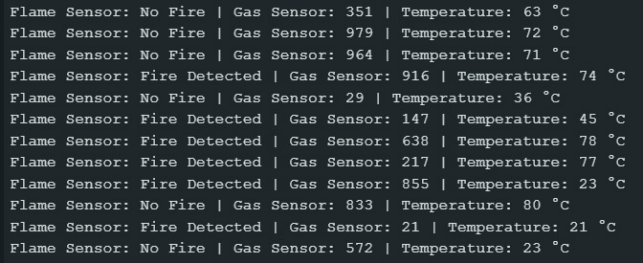 Flame Sensor: No Fire | Gas Sensor: 351 | Temperature: 63 °C
Flame Sensor: No Fire | Gas Sensor: 979 | Temperature: 72 °C
Flame Sensor: No Fire | Gas Sensor: 964 | Temperature: 71 °C
Flame Sensor: Fire Detected | Gas Sensor: 916 | Temperature: 74 °C
Flame Sensor: No Fire | Gas Sensor: 29 | Temperature: 36 °C
Flame Sensor: Fire Detected | Gas Sensor: 147 | Temperature: 45 °C
Flame Sensor: Fire Detected | Gas Sensor: 638 | Temperature: 78 °C
Flame Sensor: Fire Detected | Gas Sensor: 217 | Temperature: 77 °C
Flame Sensor: Fire Detected | Gas Sensor: 855 | Temperature: 23 °C
Flame Sensor: No Fire | Gas Sensor: 833 | Temperature: 80 °C
Flame Sensor: Fire Detected | Gas Sensor: 21 | Temperature: 21 °C
Flame Sensor: No Fire | Gas Sensor: 572 | Temperature: 23 °C